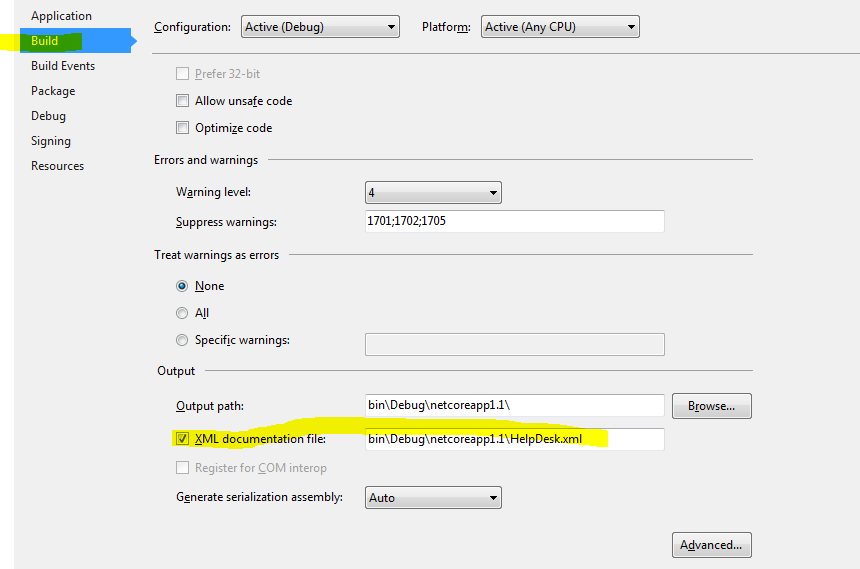 Application
Build
Build Events
Package
Debug
Signing
Resources
Configuration: Active (Debug) Platform: Active (Any CPU)
Prefer 32-bit
Allow unsafe code
Optimize code
Errors and warnings
Warning level: 4
Suppress warnings: 1701;1702;1705
Treat warnings as errors
None
All
Specific warnings:
Output
Output path: bin\Debug\netcoreapp1.1\ Browse...
XML documentation file: bin\Debug\netcoreapp1.1\HelpDesk.xml
Register for COM interop
Generate serialization assembly: Auto
Advanced...